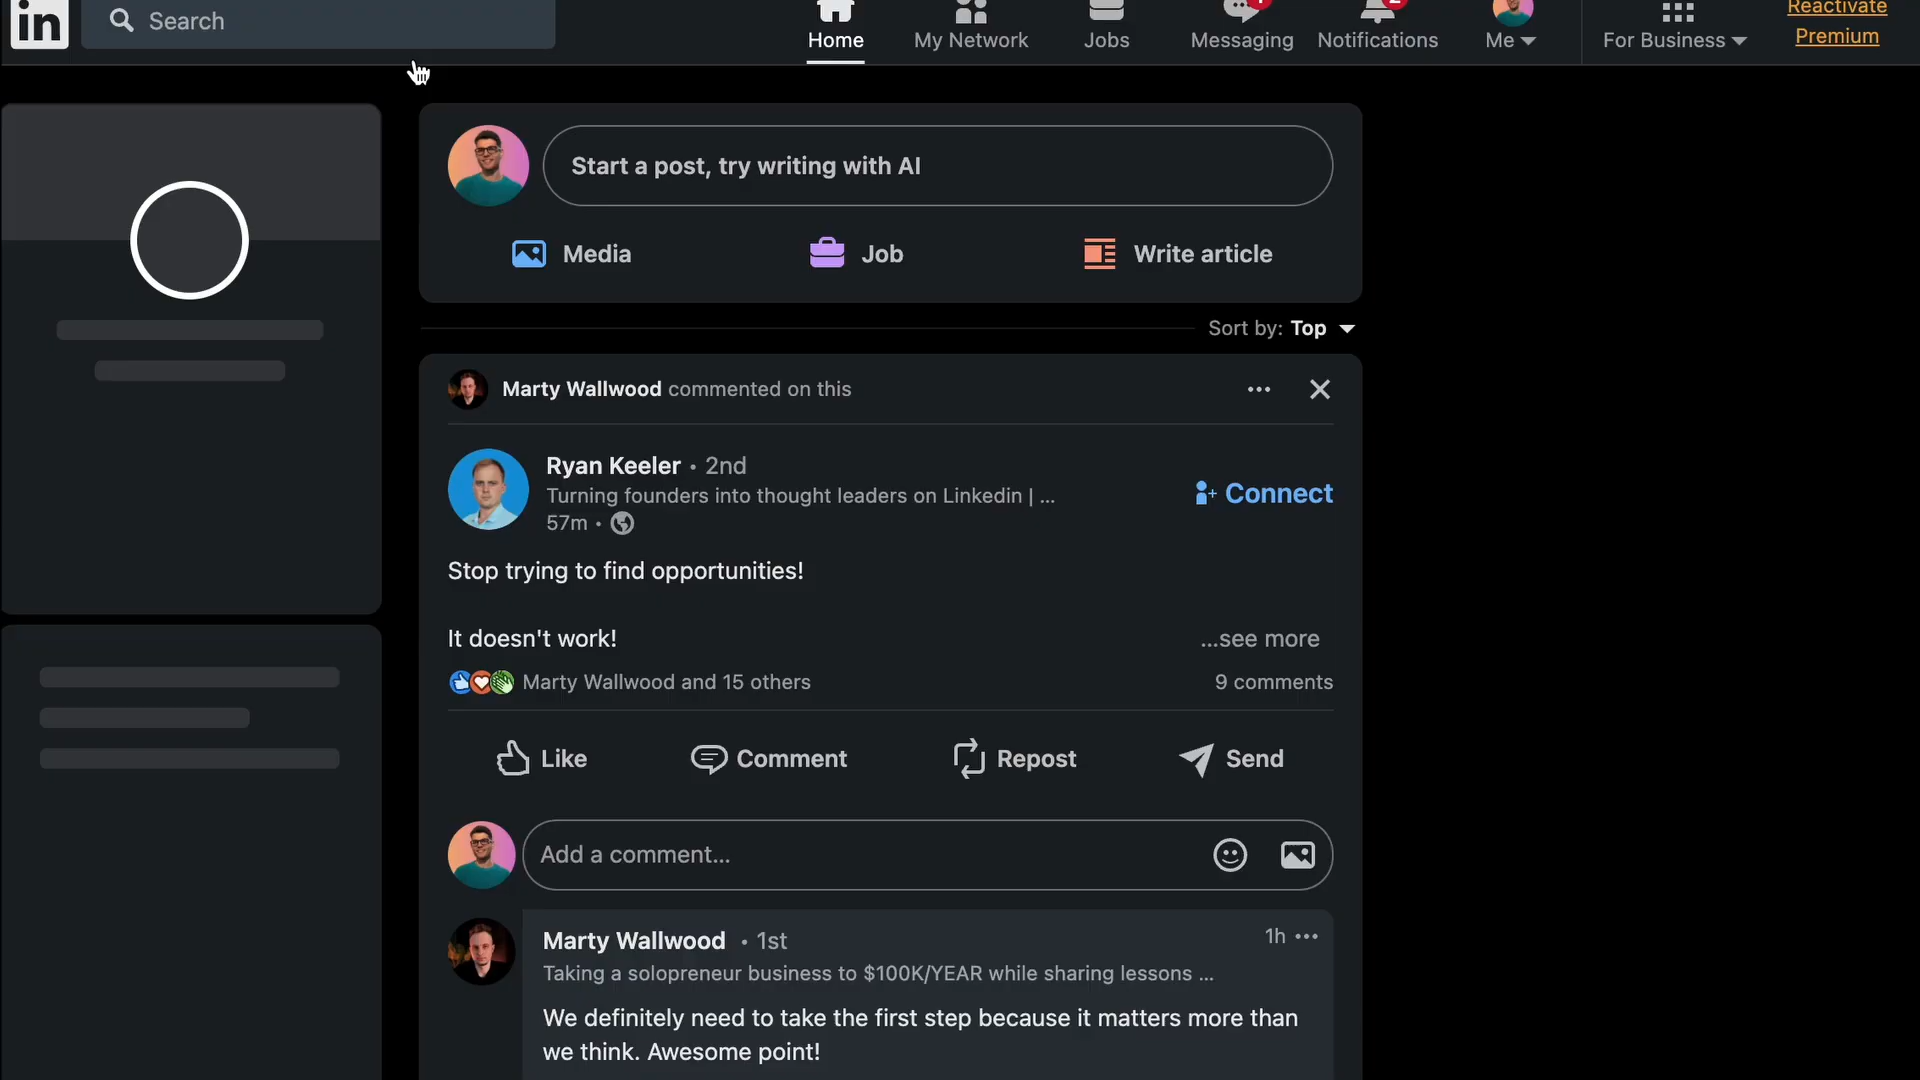 in
Search
Home
My Network
Jobs
Messaging
Notifications
Me
For Business
Reactivate
Premium
Start a post, try writing with AI
Media
Job
Write article
Sort by: Top
Marty Wallwood commented on this
Ryan Keeler • 2nd
Turning founders into thought leaders on Linkedin | ...
57m •
Connect
Stop trying to find opportunities!
It doesn't work!
...see more
Marty Wallwood and 15 others
9 comments
Like
Comment
Repost
Send
Add a comment...
Marty Wallwood • 1st
1h
Taking a solopreneur business to $100K/YEAR while sharing lessons ...
We definitely need to take the first step because it matters more than
we think. Awesome point!